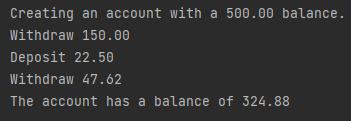 Creating an account with a 500.00 balance.
Withdraw 150.00
Deposit 22.50
Withdraw 47.62
The account has a balance of 324.88